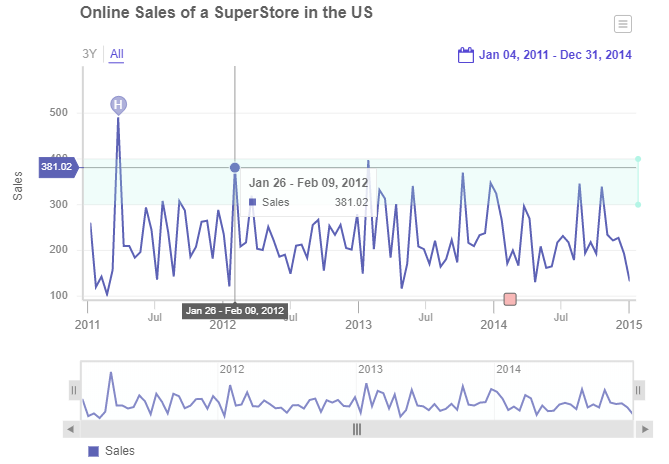 Online Sales of a SuperStore in the US
3Y All
Jan 04, 2011 - Dec 31, 2014
H
500
400
381.02
300
200
100
Sales
Jan 26 - Feb 09, 2012
Sales 381.02
Jan 26 - Feb 09, 2012
Jul Jul Jul Jul
2011 2012 2013 2014 2015
2012 2013 2014
Sales